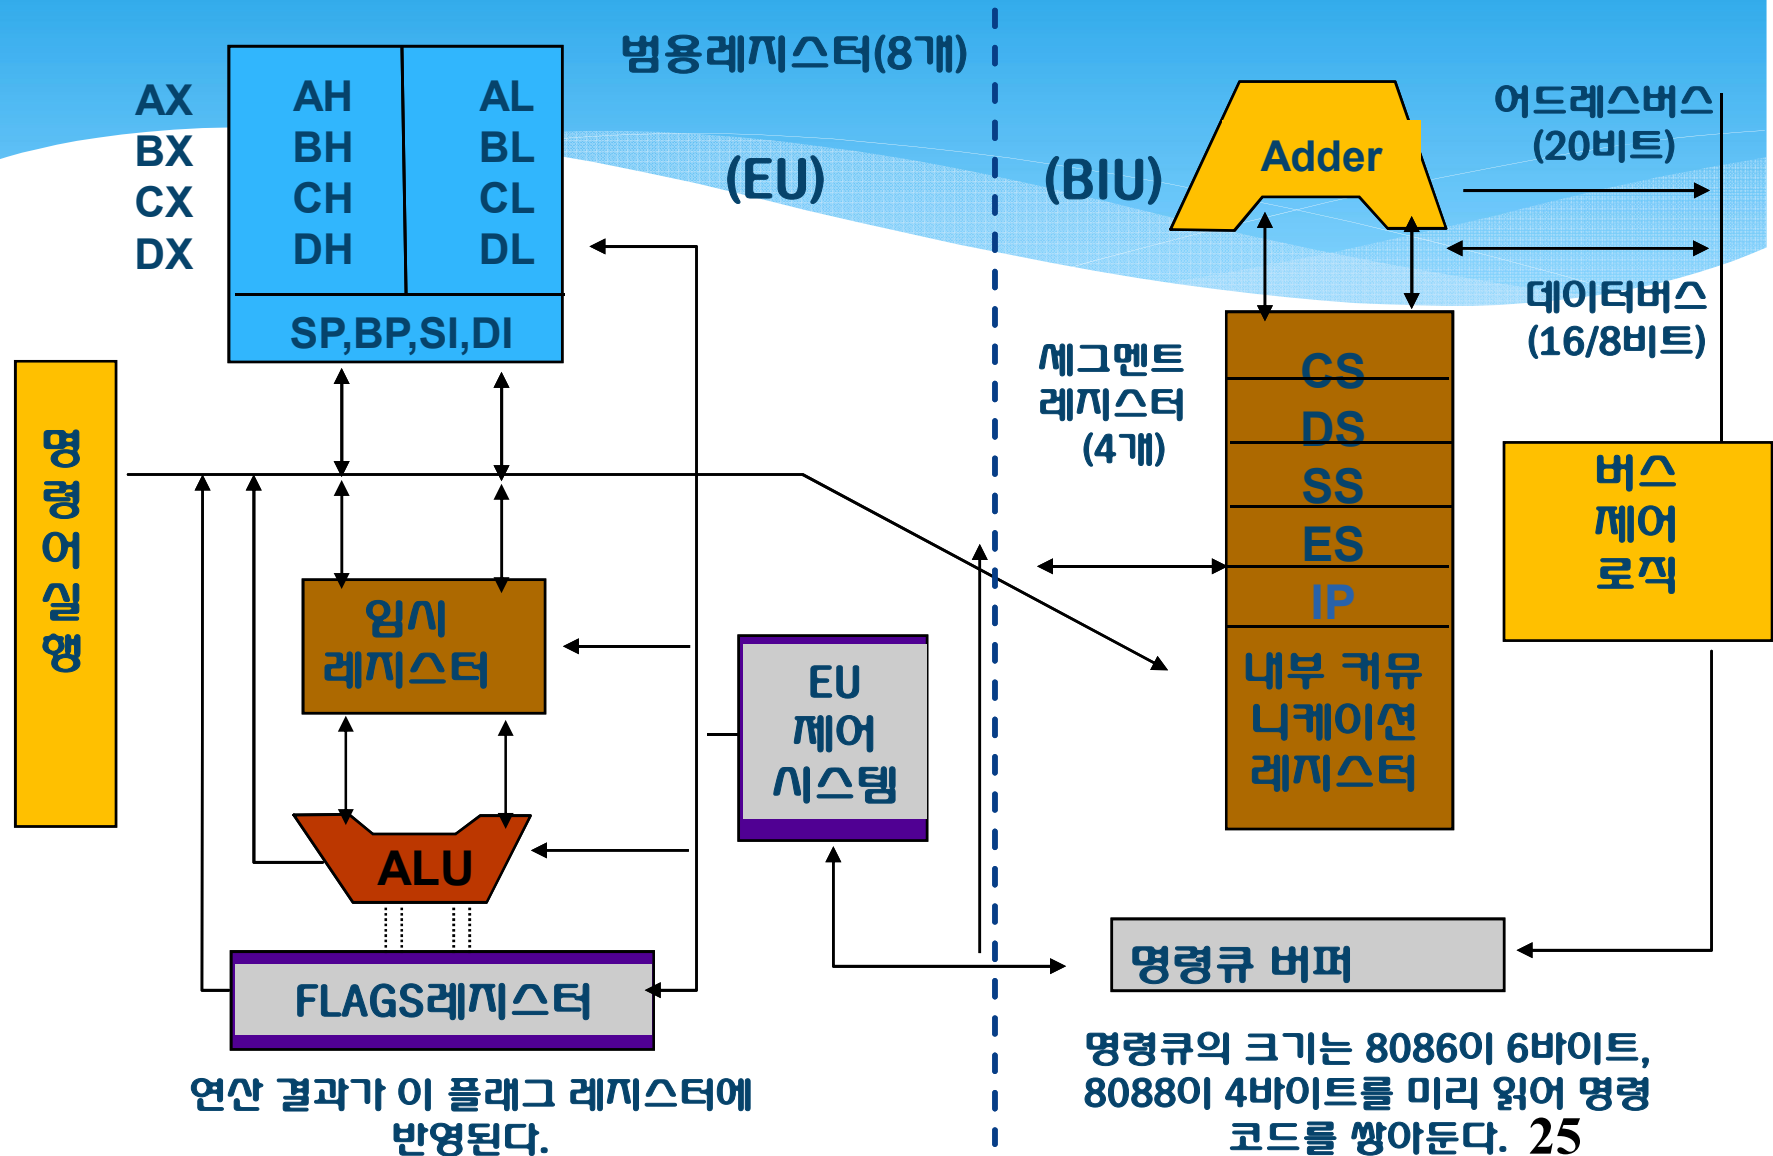 범용레지스터(8개)
AX AH AL
BX BH BL
CX CH CL
DX DH DL
SP,BP,SI,DI
(EU)
(BIU)
Adder
어드레스버스
(20비트)
데이터버스
(16/8비트)
세그멘트
레지스터
(4개)
CS
DS
SS
ES
IP
내부 커뮤
니케이션
레지스터
버스
제어
로직
명
령
어
실
행
임시
레지스터
EU
제어
시스템
ALU
FLAGS레지스터
명령큐 버퍼
연산 결과가 이 플래그 레지스터에
반영된다.
명령큐의 크기는 8086이 6바이트,
8088이 4바이트를 미리 읽어 명령
코드를 쌓아둔다. 25